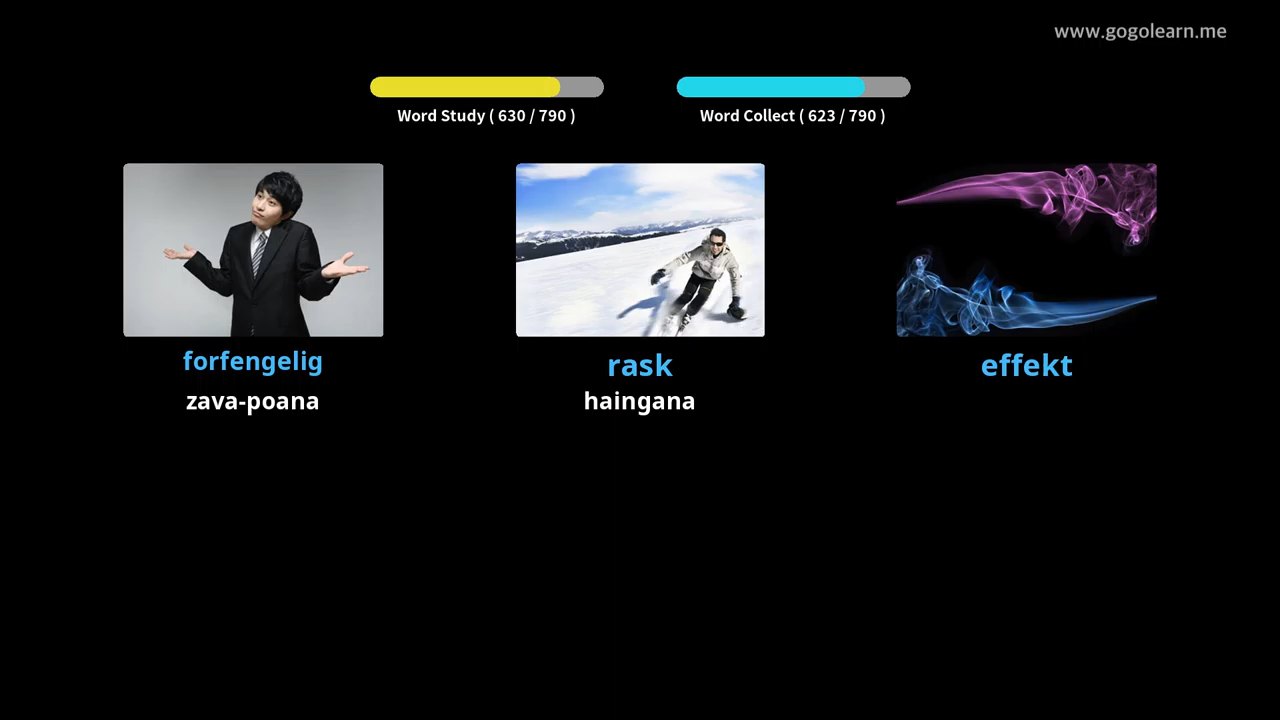 www.gogolearn.me
Word Study ( 630 / 790 )
Word Collect ( 623 / 790 )
forfengelig
zava-poana
rask
haingana
effekt